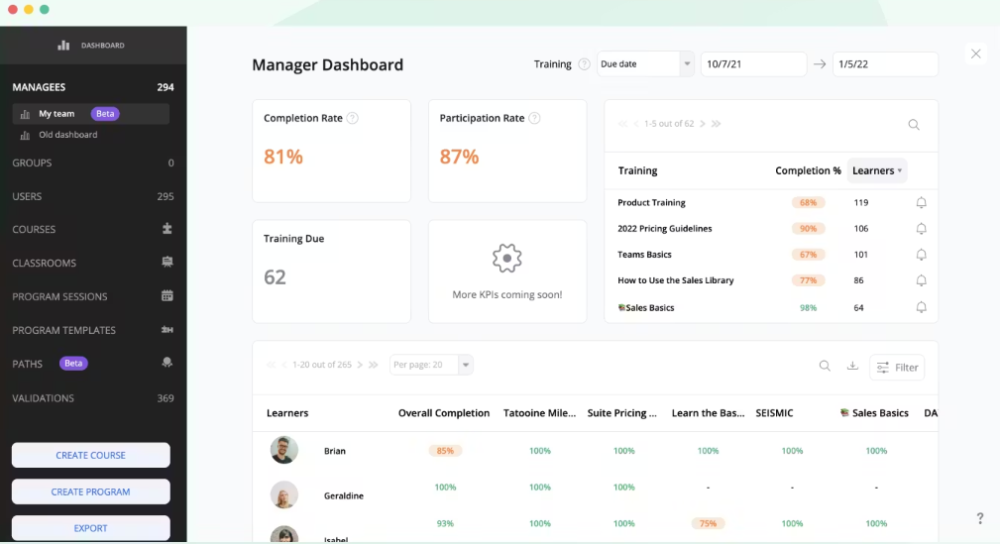 DASHBOARD
MANAGEES 294
My team Beta
Old dashboard
GROUPS 0
USERS 295
COURSES
CLASSROOMS
PROGRAM SESSIONS
PROGRAM TEMPLATES
PATHS Beta
VALIDATIONS 369
CREATE COURSE
CREATE PROGRAM
EXPORT
Manager Dashboard
Training ? Due date 10/7/21 → 1/5/22
Completion Rate ?
81%
Participation Rate ?
87%
Training Due
62
More KPIs coming soon!
1-5 out of 62
Training Completion % Learners
Product Training 68% 119
2022 Pricing Guidelines 90% 106
Teams Basics 67% 101
How to Use the Sales Library 77% 86
Sales Basics 98% 64
1-20 out of 265 Per page: 20 Filter
Learners Overall Completion Tatooine Mile... Suite Pricing ... Learn the Bas... SEISMIC Sales Basics DA
Brian 85% 100% 100% 100% 100% 100%
Geraldine 100% 100% 100% - - -
Isabel 93% 100% 100% 75% 100% 100%
?